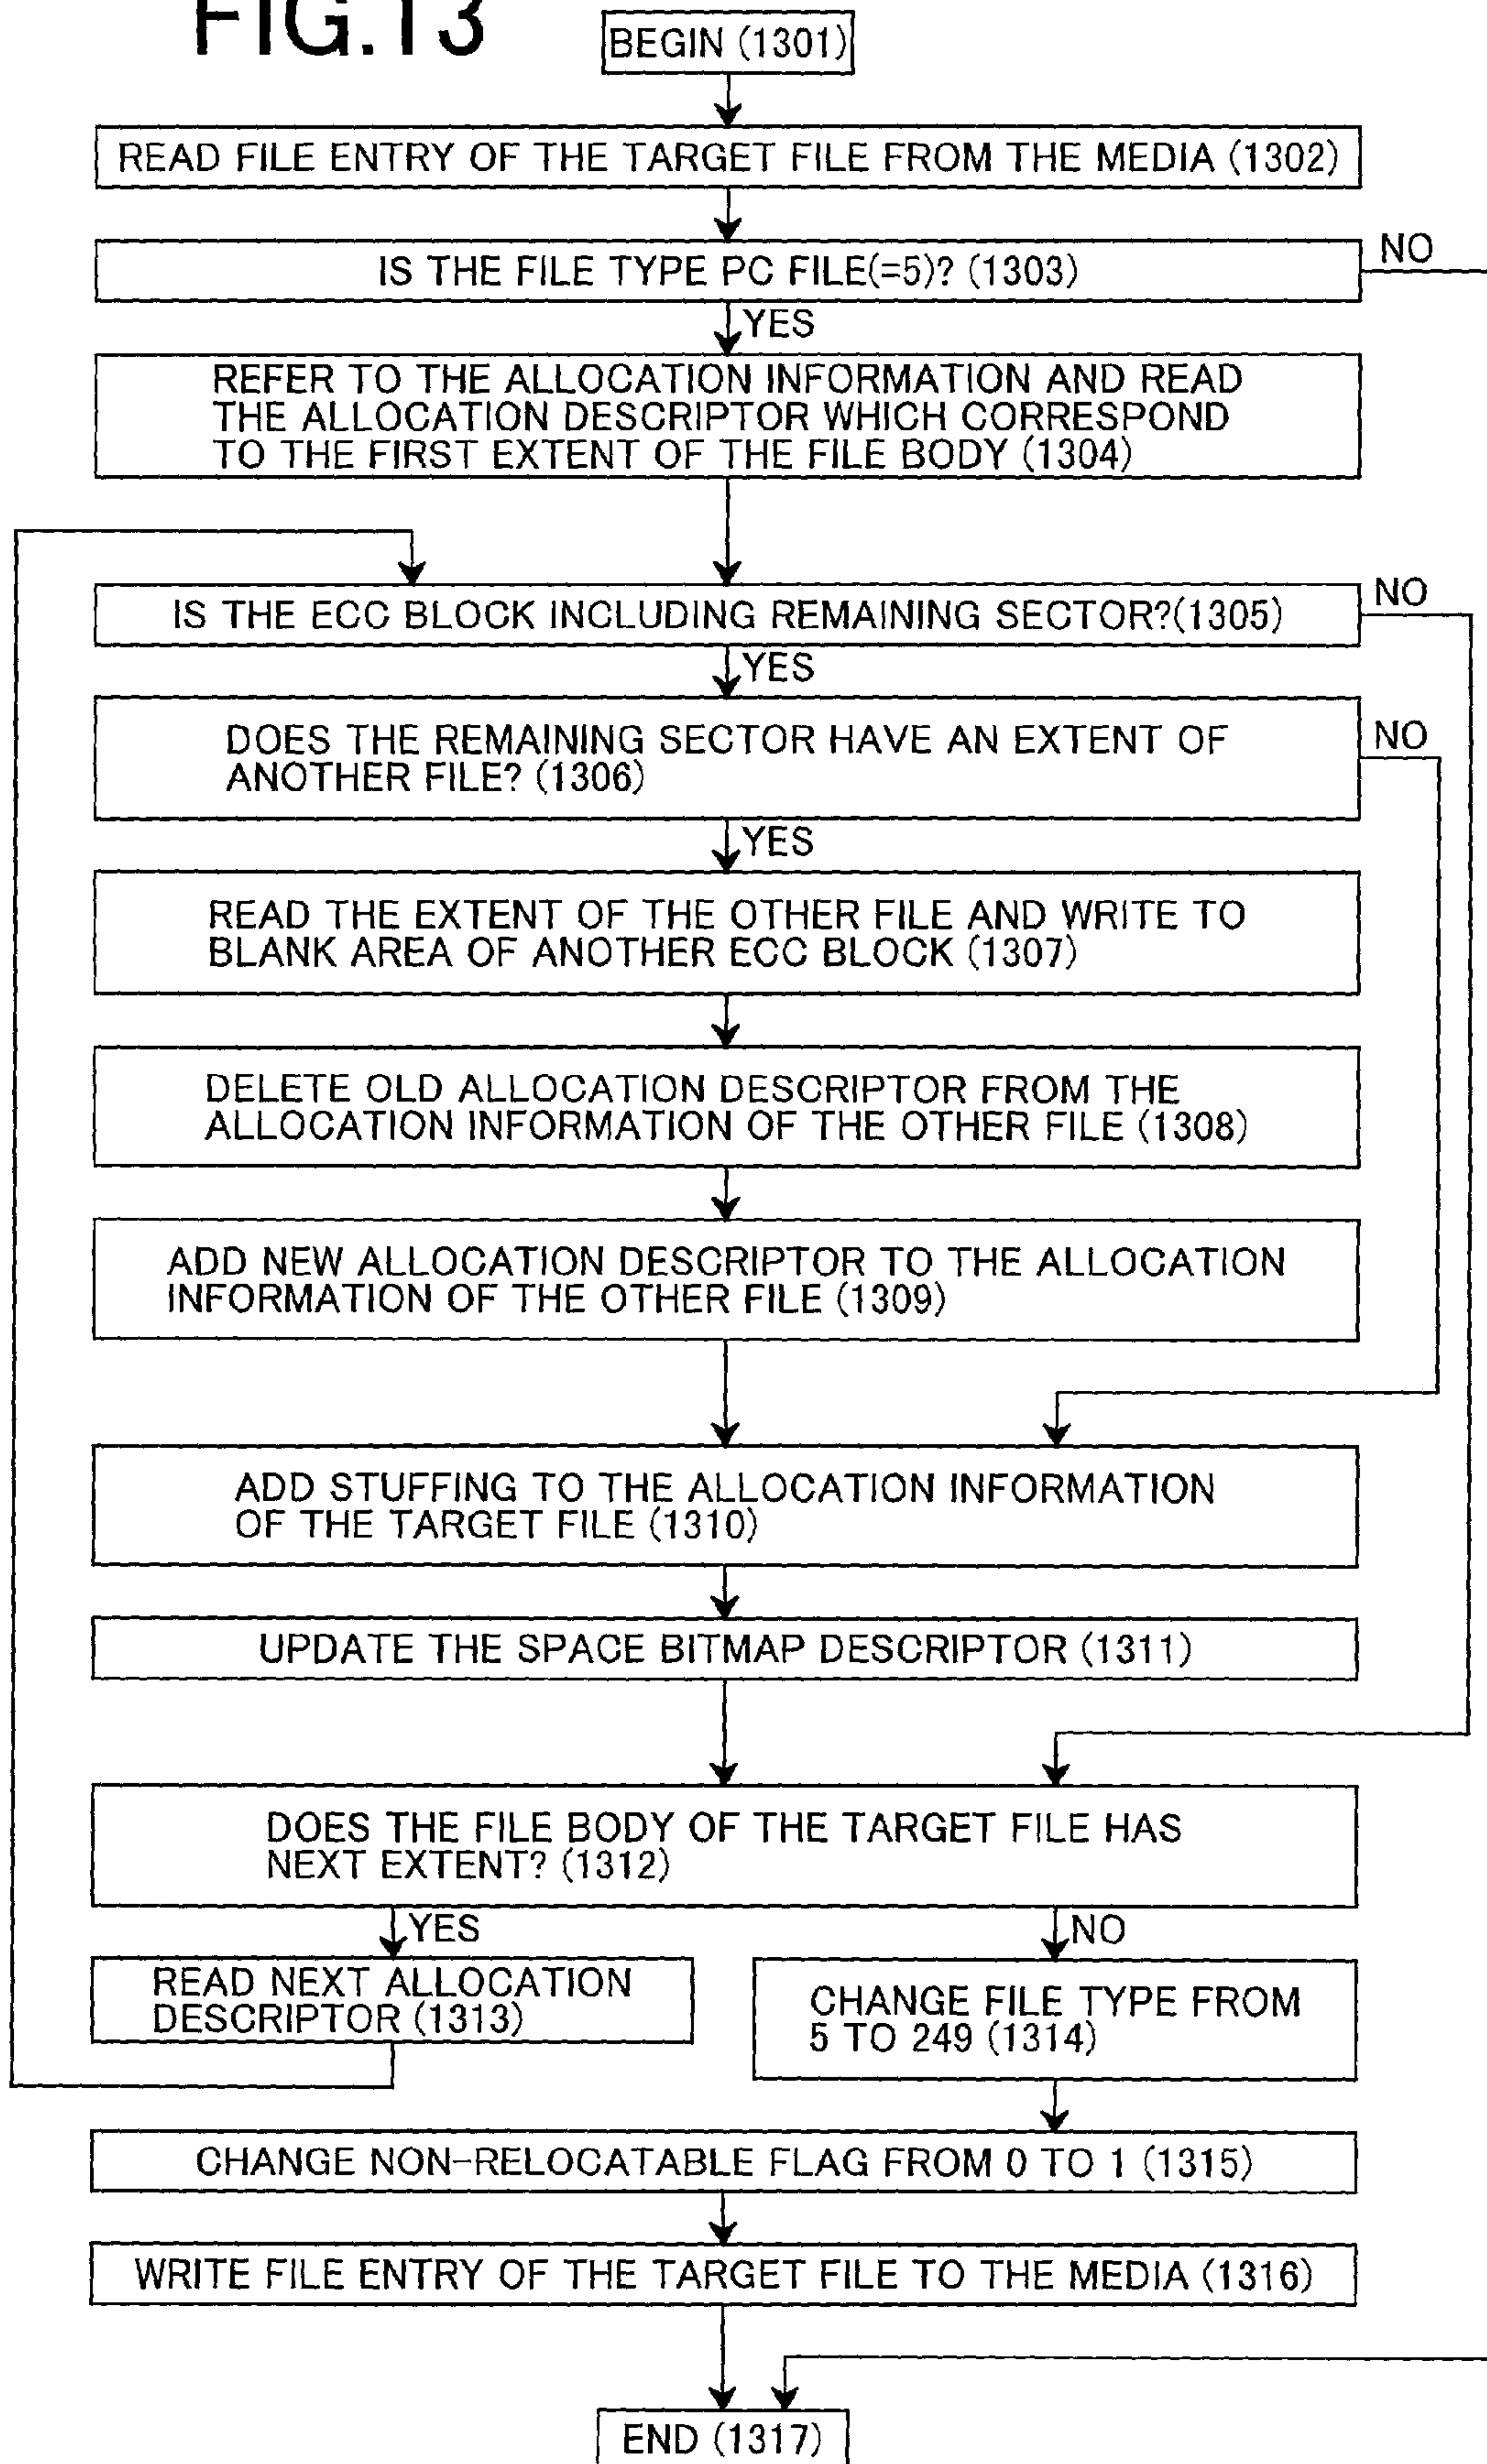 FIG.13
BEGIN (1301)
READ FILE ENTRY OF THE TARGET FILE FROM THE MEDIA (1302)
IS THE FILE TYPE PC FILE(=5)? (1303)
NO
YES
REFER TO THE ALLOCATION INFORMATION AND READ
THE ALLOCATION DESCRIPTOR WHICH CORRESPOND
TO THE FIRST EXTENT OF THE FILE BODY (1304)
IS THE ECC BLOCK INCLUDING REMAINING SECTOR?(1305)
NO
YES
DOES THE REMAINING SECTOR HAVE AN EXTENT OF
ANOTHER FILE? (1306)
NO
YES
READ THE EXTENT OF THE OTHER FILE AND WRITE TO
BLANK AREA OF ANOTHER ECC BLOCK (1307)
DELETE OLD ALLOCATION DESCRIPTOR FROM THE
ALLOCATION INFORMATION OF THE OTHER FILE (1308)
ADD NEW ALLOCATION DESCRIPTOR TO THE ALLOCATION
INFORMATION OF THE OTHER FILE (1309)
ADD STUFFING TO THE ALLOCATION INFORMATION
OF THE TARGET FILE (1310)
UPDATE THE SPACE BITMAP DESCRIPTOR (1311)
DOES THE FILE BODY OF THE TARGET FILE HAS
NEXT EXTENT? (1312)
YES
NO
READ NEXT ALLOCATION
DESCRIPTOR (1313)
CHANGE FILE TYPE FROM
5 TO 249 (1314)
CHANGE NON-RELOCATABLE FLAG FROM 0 TO 1 (1315)
WRITE FILE ENTRY OF THE TARGET FILE TO THE MEDIA (1316)
END (1317)